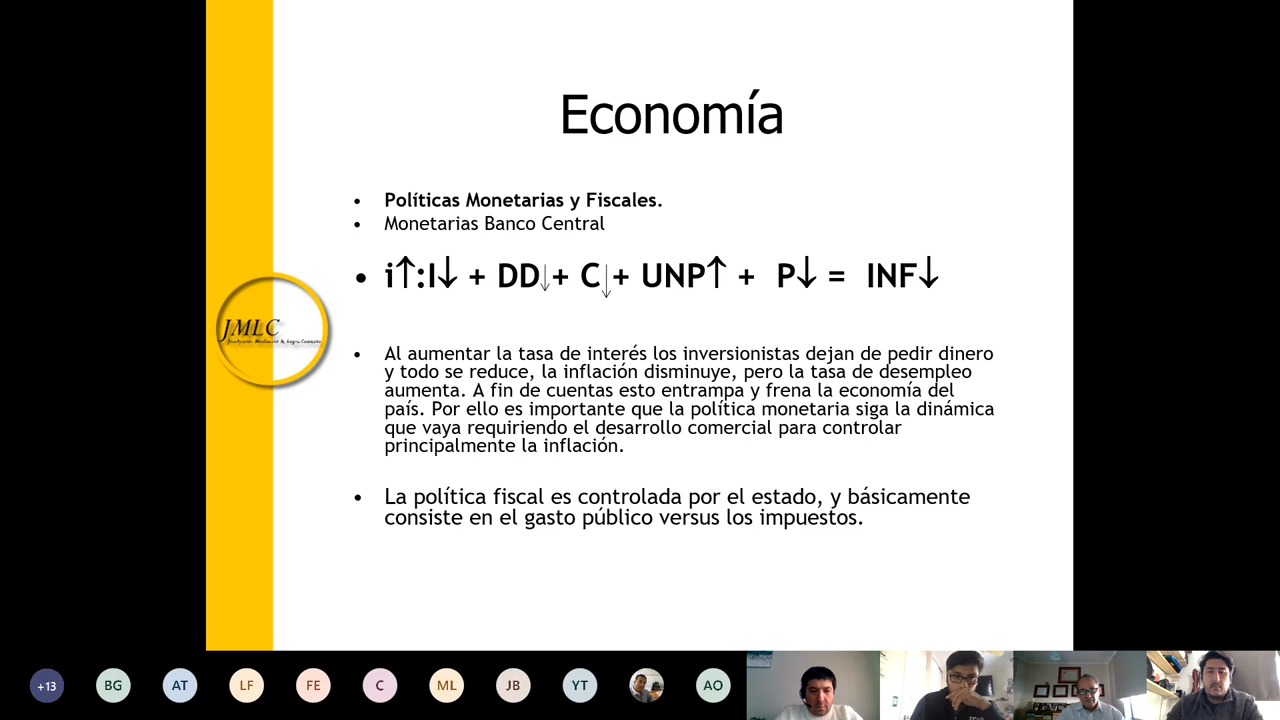 Economía
• Políticas Monetarias y Fiscales.
• Monetarias Banco Central
• i↑:I↓ + DD↓+ C↓+ UNP↑ + P↓ = INF↓
JMLC
• Al aumentar la tasa de interés los inversionistas dejan de pedir dinero
y todo se reduce, la inflación disminuye, pero la tasa de desempleo
aumenta. A fin de cuentas esto entrampa y frena la economía del
país. Por ello es importante que la política monetaria siga la dinámica
que vaya requiriendo el desarrollo comercial para controlar
principalmente la inflación.
• La política fiscal es controlada por el estado, y básicamente
consiste en el gasto público versus los impuestos.
+13 BG AT LF FE C ML JB YT AO